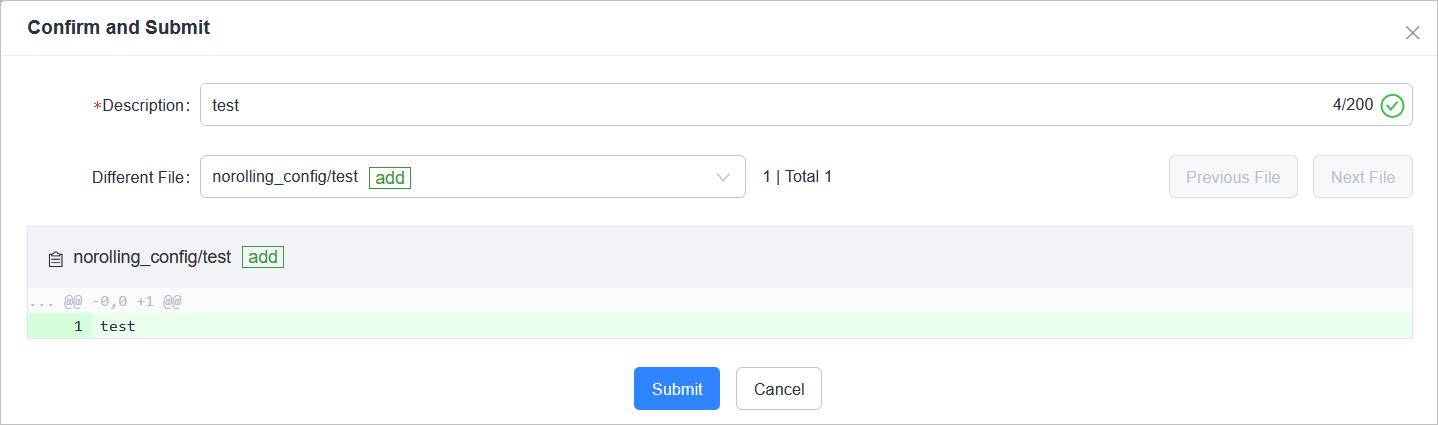 Confirm and Submit
*Description: test 4/200
Different File: norolling_config/test add 1 | Total 1 Previous File Next File
norolling_config/test add
... @@ -0,0 +1 @@
1 test
Submit Cancel